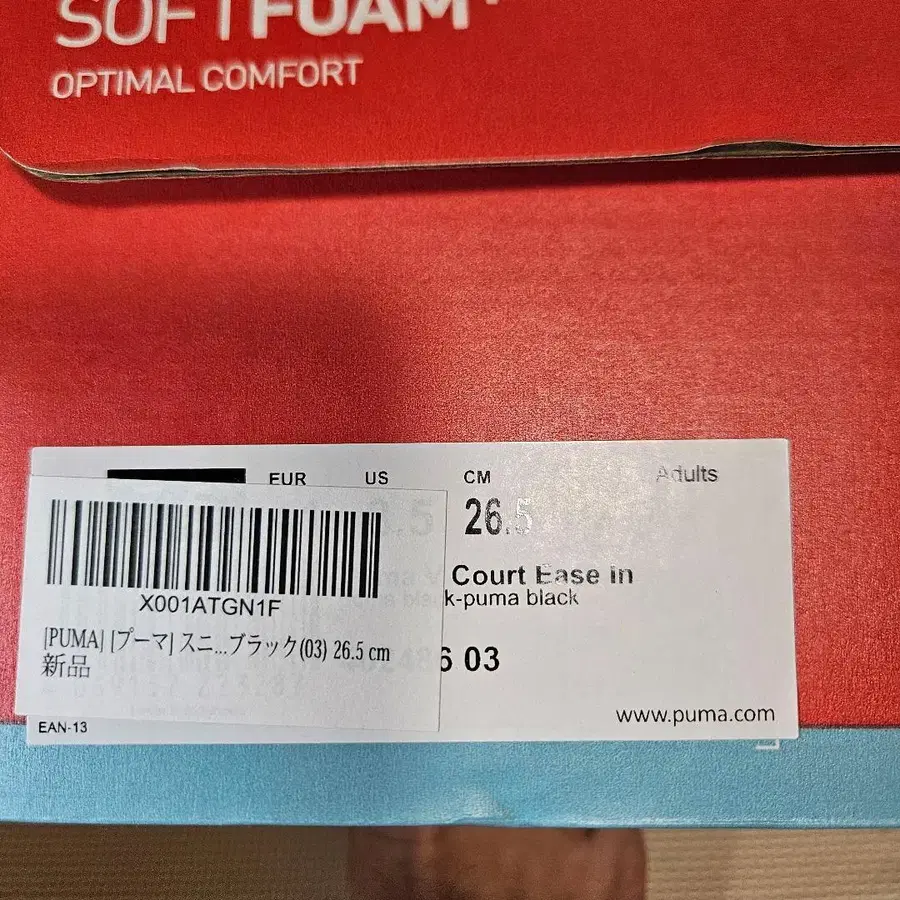 SOFTFOAM+
OPTIMAL COMFORT
EUR US CM Adults
26.5
Court Ease In
k-puma black
6 03
X001ATGN1F
[PUMA] [プーマ] スニ...ブラック(03) 26.5 cm
新品
EAN-13
www.puma.com